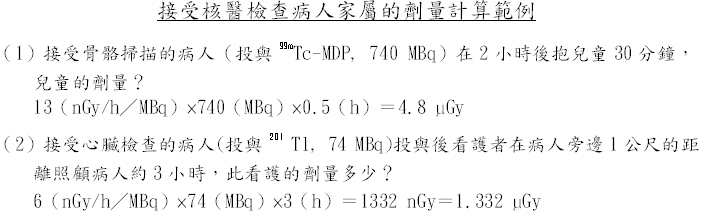 接受核醫檢查病人家屬的劑量計算範例
(1)接受骨骼掃描的病人(投與 99mTc-MDP, 740 MBq)在2小時後抱兒童30分鐘，
兒童的劑量？
13(nGy/h／MBq)×740(MBq)×0.5(h)＝4.8 μGy
(2)接受心臟檢查的病人(投與 201 Tl, 74 MBq)投與後看護者在病人旁邊1公尺的距
離照顧病人約3小時，此看護的劑量多少？
6(nGy/h／MBq)×74(MBq)×3(h)＝1332 nGy=1.332 μGy